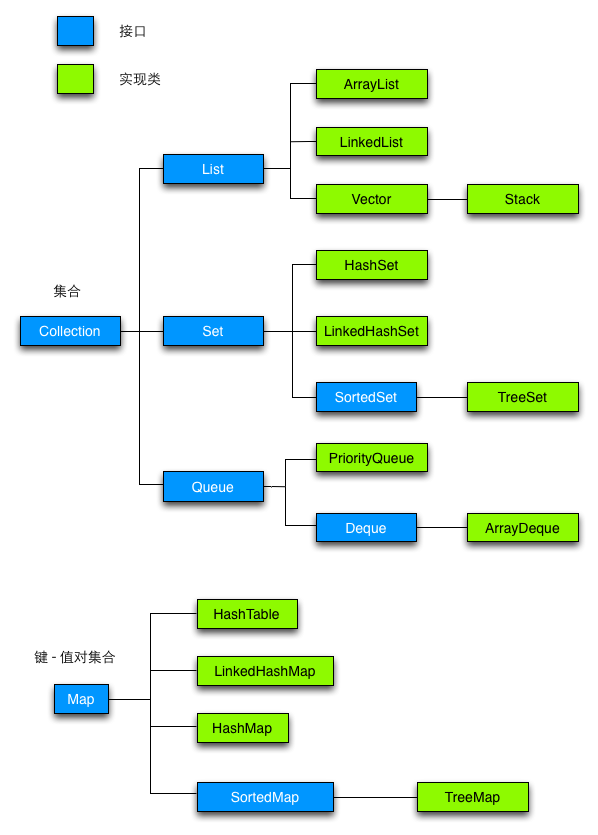 接口
实现类
ArrayList
LinkedList
List
Vector
Stack
HashSet
集合
Collection
Set
LinkedHashSet
SortedSet
TreeSet
PriorityQueue
Queue
Deque
ArrayDeque
HashTable
键 - 值对集合
LinkedHashMap
Map
HashMap
SortedMap
TreeMap